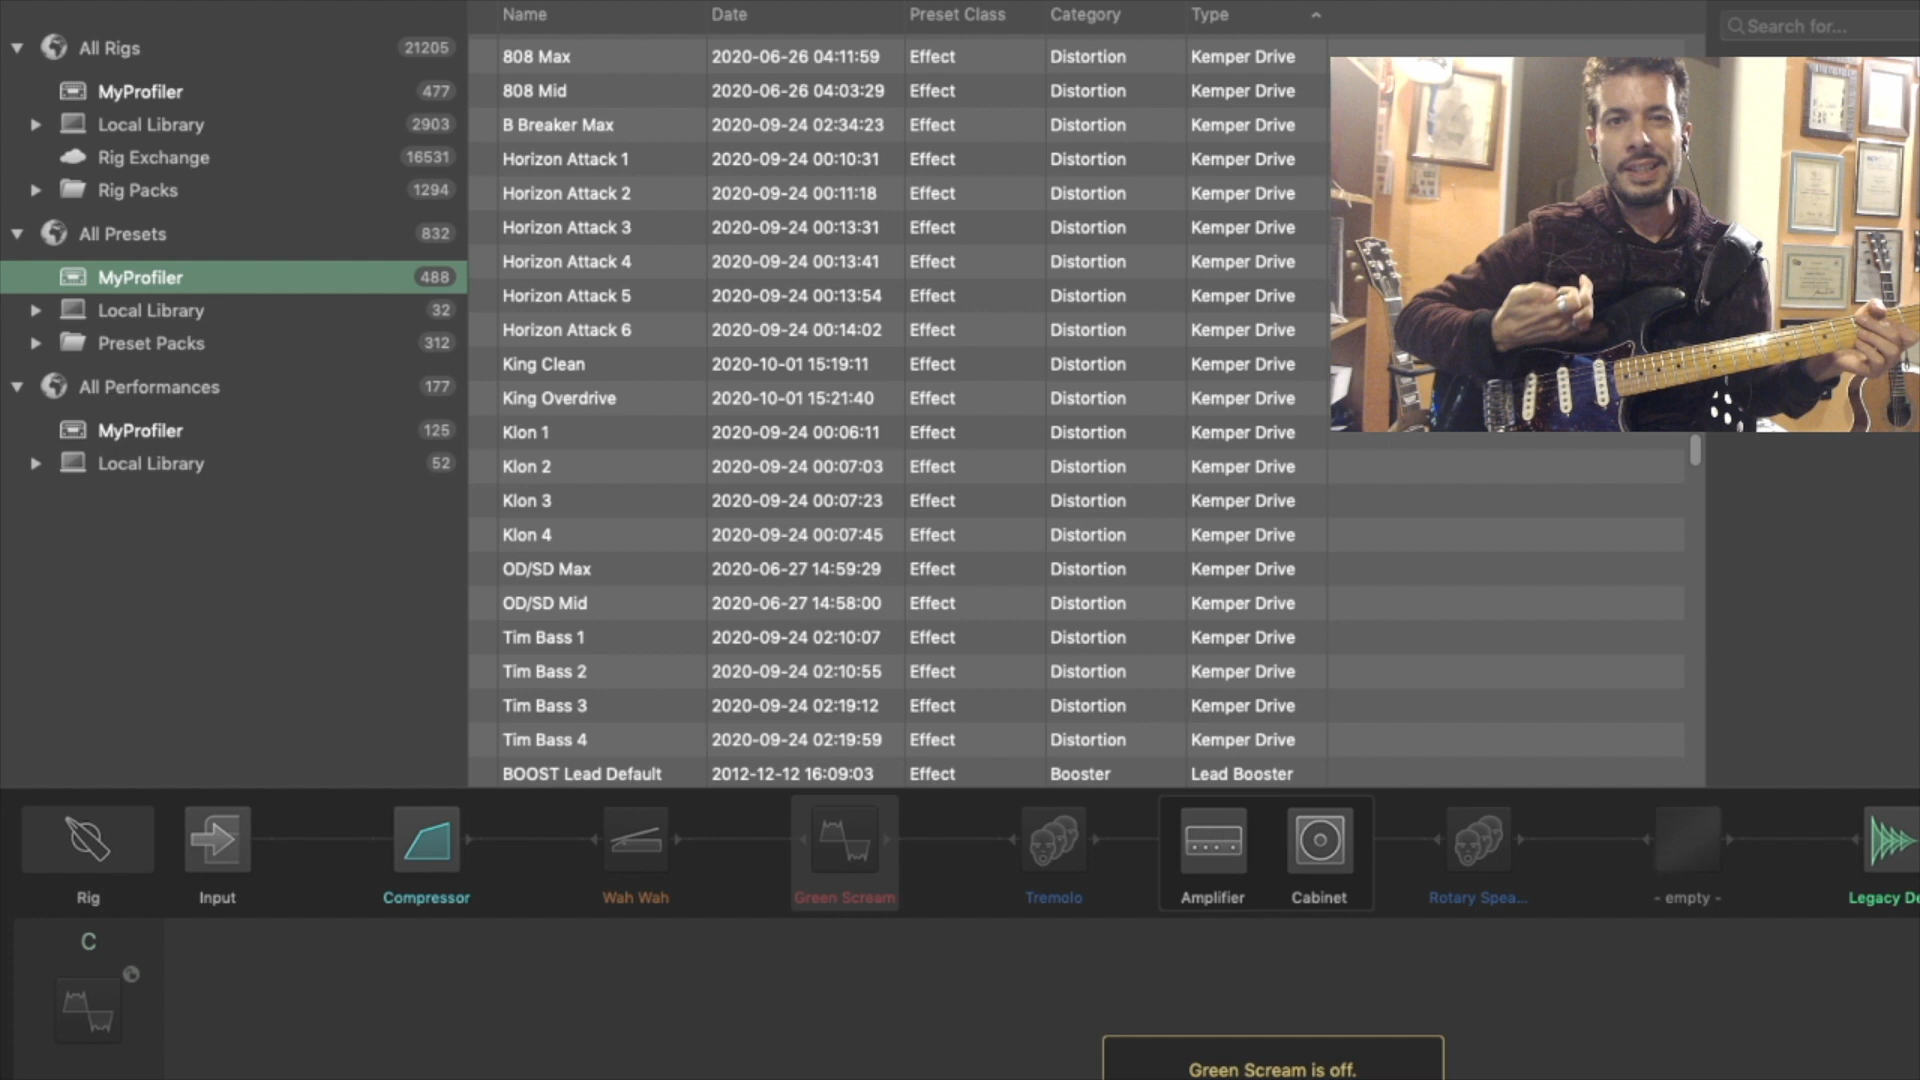 Name Date Preset Class Category Type
Search for...
All Rigs 21205
MyProfiler 477
Local Library 2903
Rig Exchange 16531
Rig Packs 1294
All Presets 832
MyProfiler 488
Local Library 32
Preset Packs 312
All Performances 177
MyProfiler 125
Local Library 52
808 Max 2020-06-26 04:11:59 Effect Distortion Kemper Drive
808 Mid 2020-06-26 04:03:29 Effect Distortion Kemper Drive
B Breaker Max 2020-09-24 02:34:23 Effect Distortion Kemper Drive
Horizon Attack 1 2020-09-24 00:10:31 Effect Distortion Kemper Drive
Horizon Attack 2 2020-09-24 00:11:18 Effect Distortion Kemper Drive
Horizon Attack 3 2020-09-24 00:13:31 Effect Distortion Kemper Drive
Horizon Attack 4 2020-09-24 00:13:41 Effect Distortion Kemper Drive
Horizon Attack 5 2020-09-24 00:13:54 Effect Distortion Kemper Drive
Horizon Attack 6 2020-09-24 00:14:02 Effect Distortion Kemper Drive
King Clean 2020-10-01 15:19:11 Effect Distortion Kemper Drive
King Overdrive 2020-10-01 15:21:40 Effect Distortion Kemper Drive
Klon 1 2020-09-24 00:06:11 Effect Distortion Kemper Drive
Klon 2 2020-09-24 00:07:03 Effect Distortion Kemper Drive
Klon 3 2020-09-24 00:07:23 Effect Distortion Kemper Drive
Klon 4 2020-09-24 00:07:45 Effect Distortion Kemper Drive
OD/SD Max 2020-06-27 14:59:29 Effect Distortion Kemper Drive
OD/SD Mid 2020-06-27 14:58:00 Effect Distortion Kemper Drive
Tim Bass 1 2020-09-24 02:10:07 Effect Distortion Kemper Drive
Tim Bass 2 2020-09-24 02:10:55 Effect Distortion Kemper Drive
Tim Bass 3 2020-09-24 02:19:12 Effect Distortion Kemper Drive
Tim Bass 4 2020-09-24 02:19:59 Effect Distortion Kemper Drive
BOOST Lead Default 2012-12-12 16:09:03 Effect Booster Lead Booster
Rig Input Compressor Wah Wah Green Scream Tremolo Amplifier Cabinet Rotary Spea... - empty - Legacy De
C
Green Scream is off.